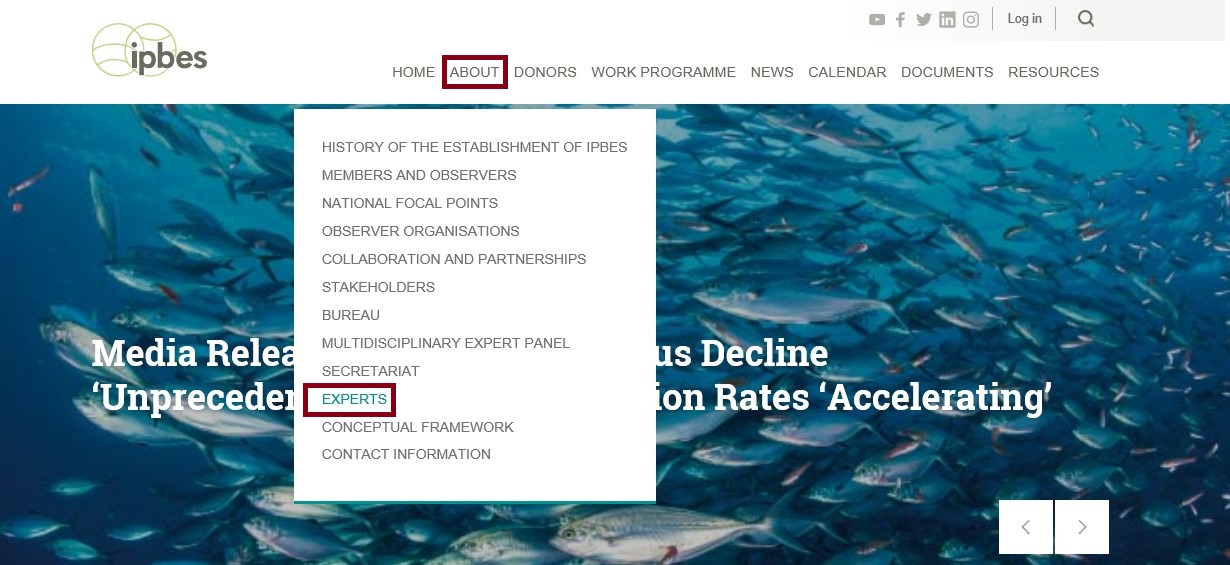 Log in
ipbes
HOME ABOUT DONORS WORK PROGRAMME NEWS CALENDAR DOCUMENTS RESOURCES
HISTORY OF THE ESTABLISHMENT OF IPBES
MEMBERS AND OBSERVERS
NATIONAL FOCAL POINTS
OBSERVER ORGANISATIONS
COLLABORATION AND PARTNERSHIPS
STAKEHOLDERS
BUREAU
MULTIDISCIPLINARY EXPERT PANEL
SECRETARIAT
EXPERTS
CONCEPTUAL FRAMEWORK
CONTACT INFORMATION
Media Relea us Decline
‘Unpreceden ion Rates ‘Accelerating’